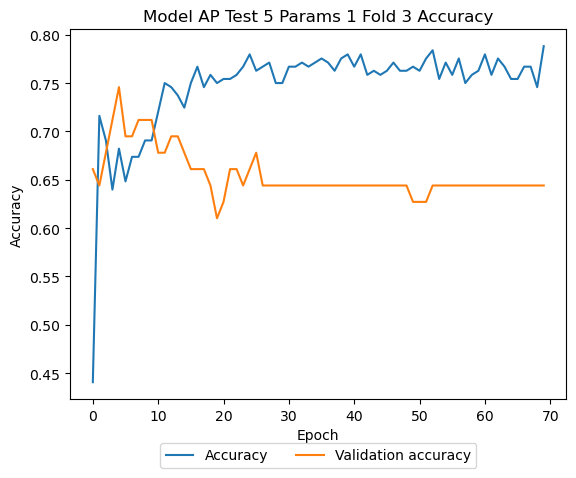 Model AP Test 5 Params 1 Fold 3 Accuracy
0.80
0.75
0.70
0.65
0.60
0.55
0.50
0.45
Accuracy
0 10 20 30 40 50 60 70
Epoch
Accuracy Validation accuracy